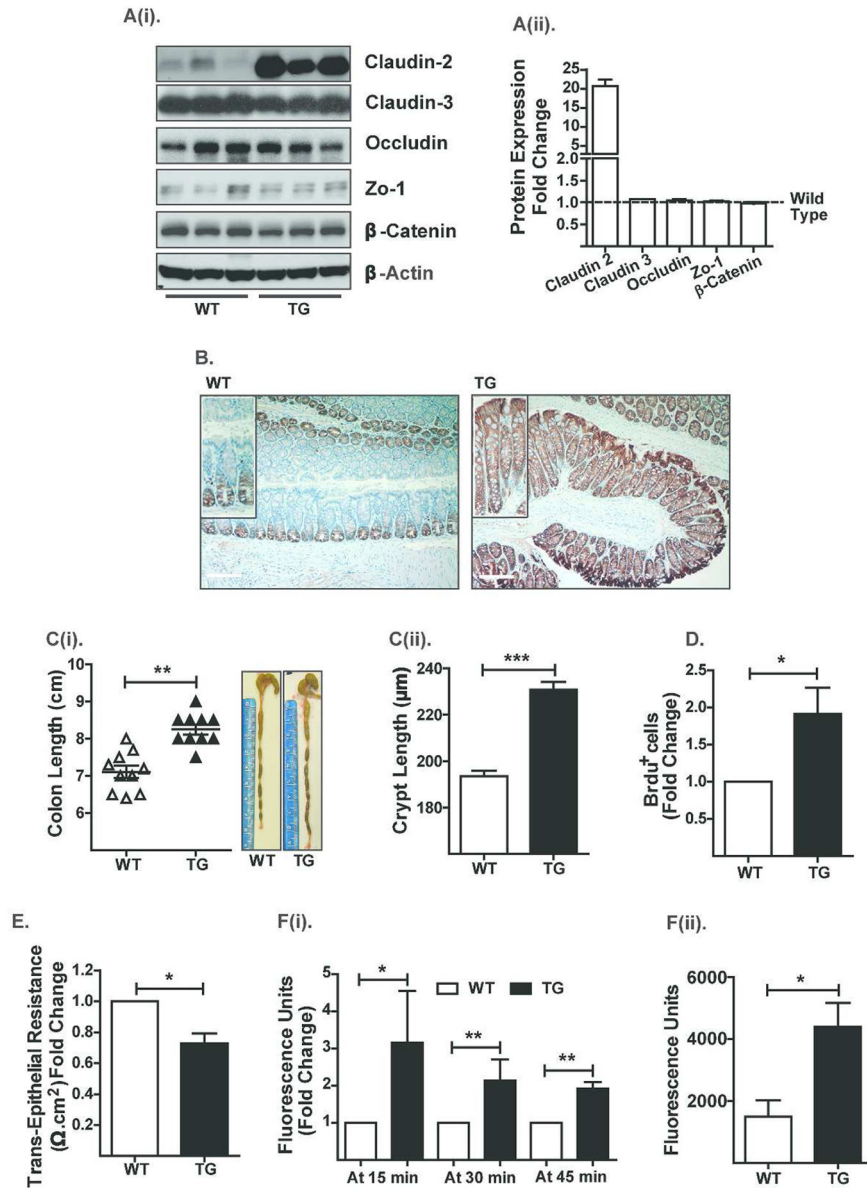 A(i).
Claudin-2
Claudin-3
Occludin
Zo-1
β-Catenin
β-Actin
WT TG
A(ii).
Protein Expression
Fold Change
25
20
15
10
5
2.0
1.0
0.5
Wild
Type
Claudin 2
Claudin 3
Occludin
Zo-1
β-Catenin
B.
WT
TG
C(i).
Colon Length (cm)
10
9
8
7
6
**
WT TG
WT TG
C(ii).
Crypt Length (µm)
240
220
200
180
***
WT TG
D.
Brdu+ cells
(Fold Change)
2.5
2.0
1.5
1.0
0.5
*
WT TG
E.
Trans-Epithelial Resistance
(Ω.cm2) Fold Change
1.2
1.0
0.8
0.6
0.4
0.2
*
WT TG
F(i).
Fluorescence Units
(Fold Change)
5
4
3
2
1
WT TG
*
**
**
At 15 min At 30 min At 45 min
F(ii).
Fluorescence Units
6000
4000
2000
*
WT TG